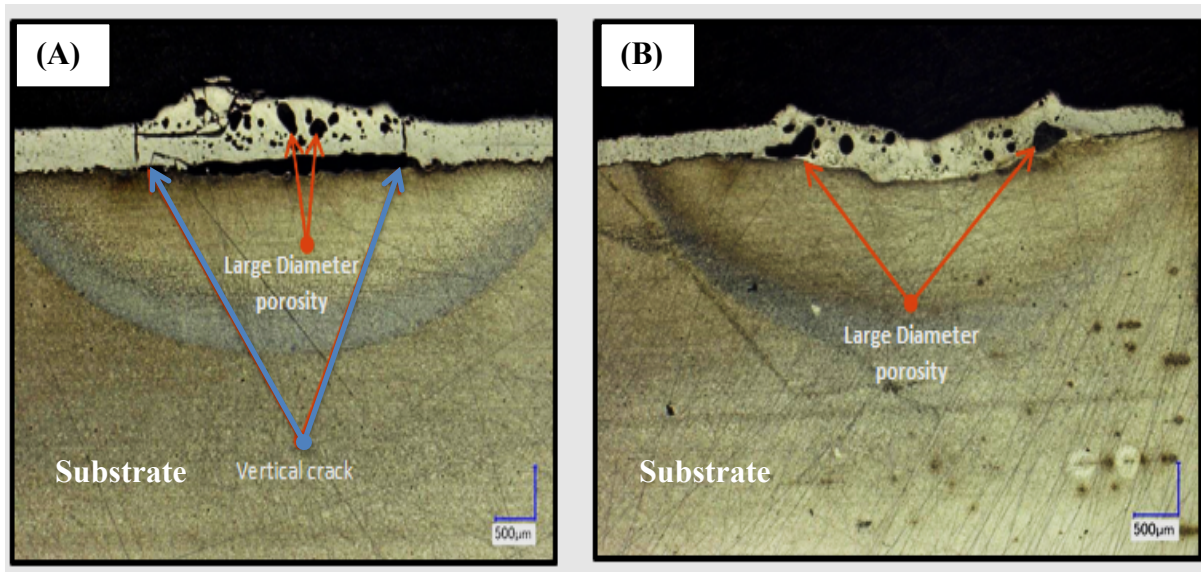 (A)
Large Diameter
porosity
Substrate
Vertical crack
500µm
(B)
Large Diameter
porosity
Substrate
500µm